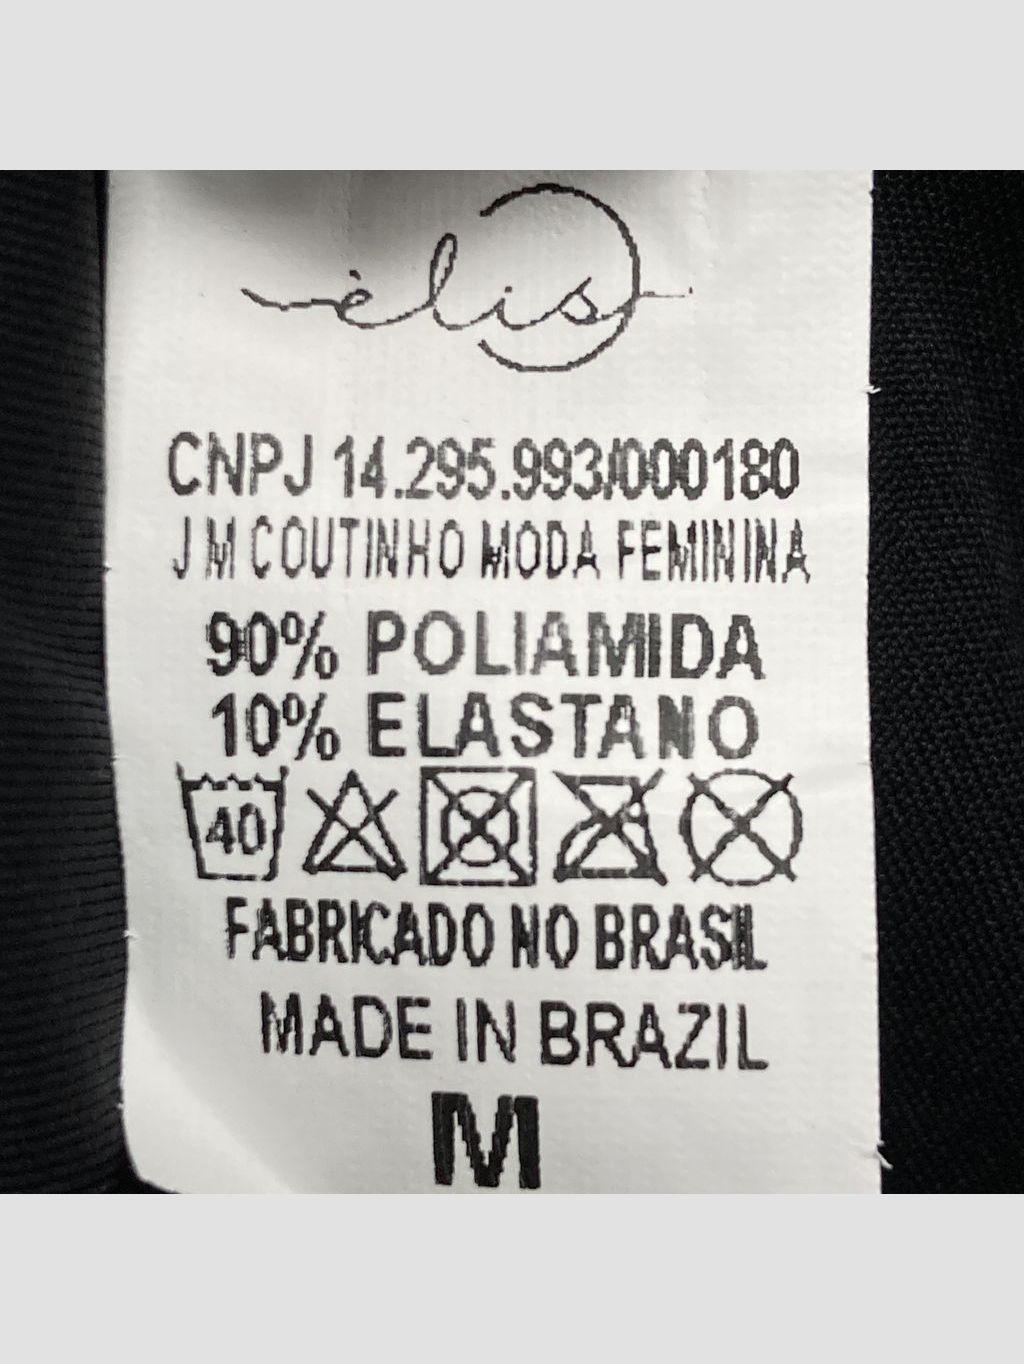 èlis
CNPJ 14.295.993/000180
J M COUTINHO MODA FEMININA
90% POLIAMIDA
10% ELASTANO
40
FABRICADO NO BRASIL
MADE IN BRAZIL
M